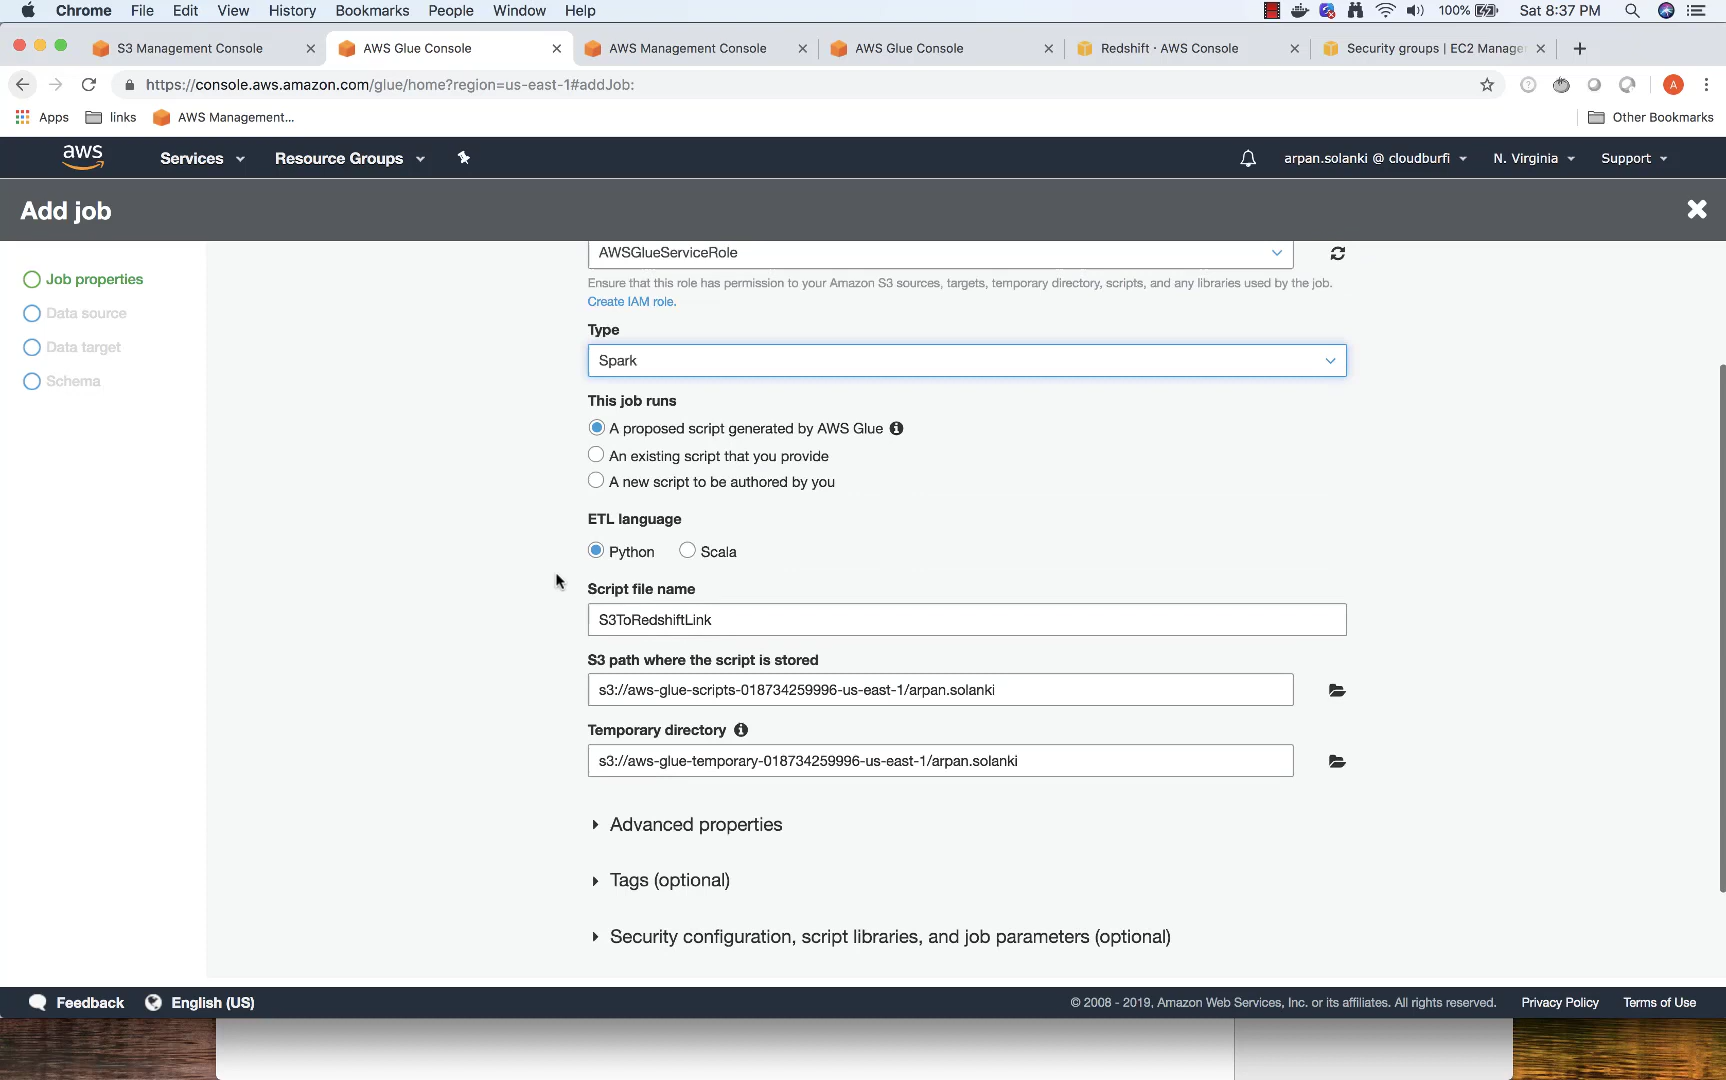 Chrome File Edit View History Bookmarks People Window Help 100% Sat 8:37 PM
S3 Management Console AWS Glue Console AWS Management Console AWS Glue Console Redshift · AWS Console Security groups | EC2 Manage
https://console.aws.amazon.com/glue/home?region=us-east-1#addJob: A
Apps links AWS Management... Other Bookmarks
aws Services Resource Groups arpan.solanki @ cloudburfi N. Virginia Support
Add job
Job properties
Data source
Data target
Schema
AWSGlueServiceRole
Ensure that this role has permission to your Amazon S3 sources, targets, temporary directory, scripts, and any libraries used by the job.
Create IAM role.
Type
Spark
This job runs
A proposed script generated by AWS Glue
An existing script that you provide
A new script to be authored by you
ETL language
Python Scala
Script file name
S3ToRedshiftLink
S3 path where the script is stored
s3://aws-glue-scripts-018734259996-us-east-1/arpan.solanki
Temporary directory
s3://aws-glue-temporary-018734259996-us-east-1/arpan.solanki
Advanced properties
Tags (optional)
Security configuration, script libraries, and job parameters (optional)
Feedback English (US) © 2008 - 2019, Amazon Web Services, Inc. or its affiliates. All rights reserved. Privacy Policy Terms of Use